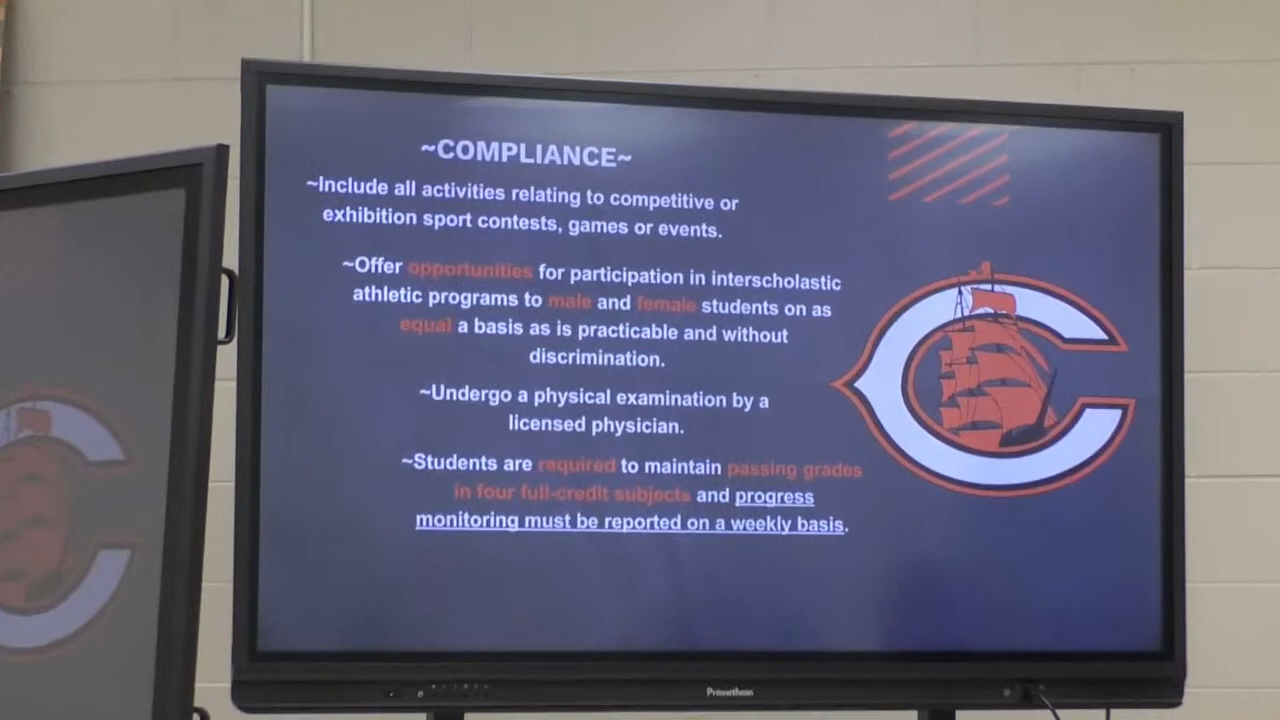 ~COMPLIANCE~
~Include all activities relating to competitive or
exhibition sport contests, games or events.
~Offer opportunities for participation in interscholastic
athletic programs to male and female students on as
equal a basis as is practicable and without
discrimination.
~Undergo a physical examination by a
licensed physician.
~Students are required to maintain passing grades
in four full-credit subjects and progress
monitoring must be reported on a weekly basis.
Promethean